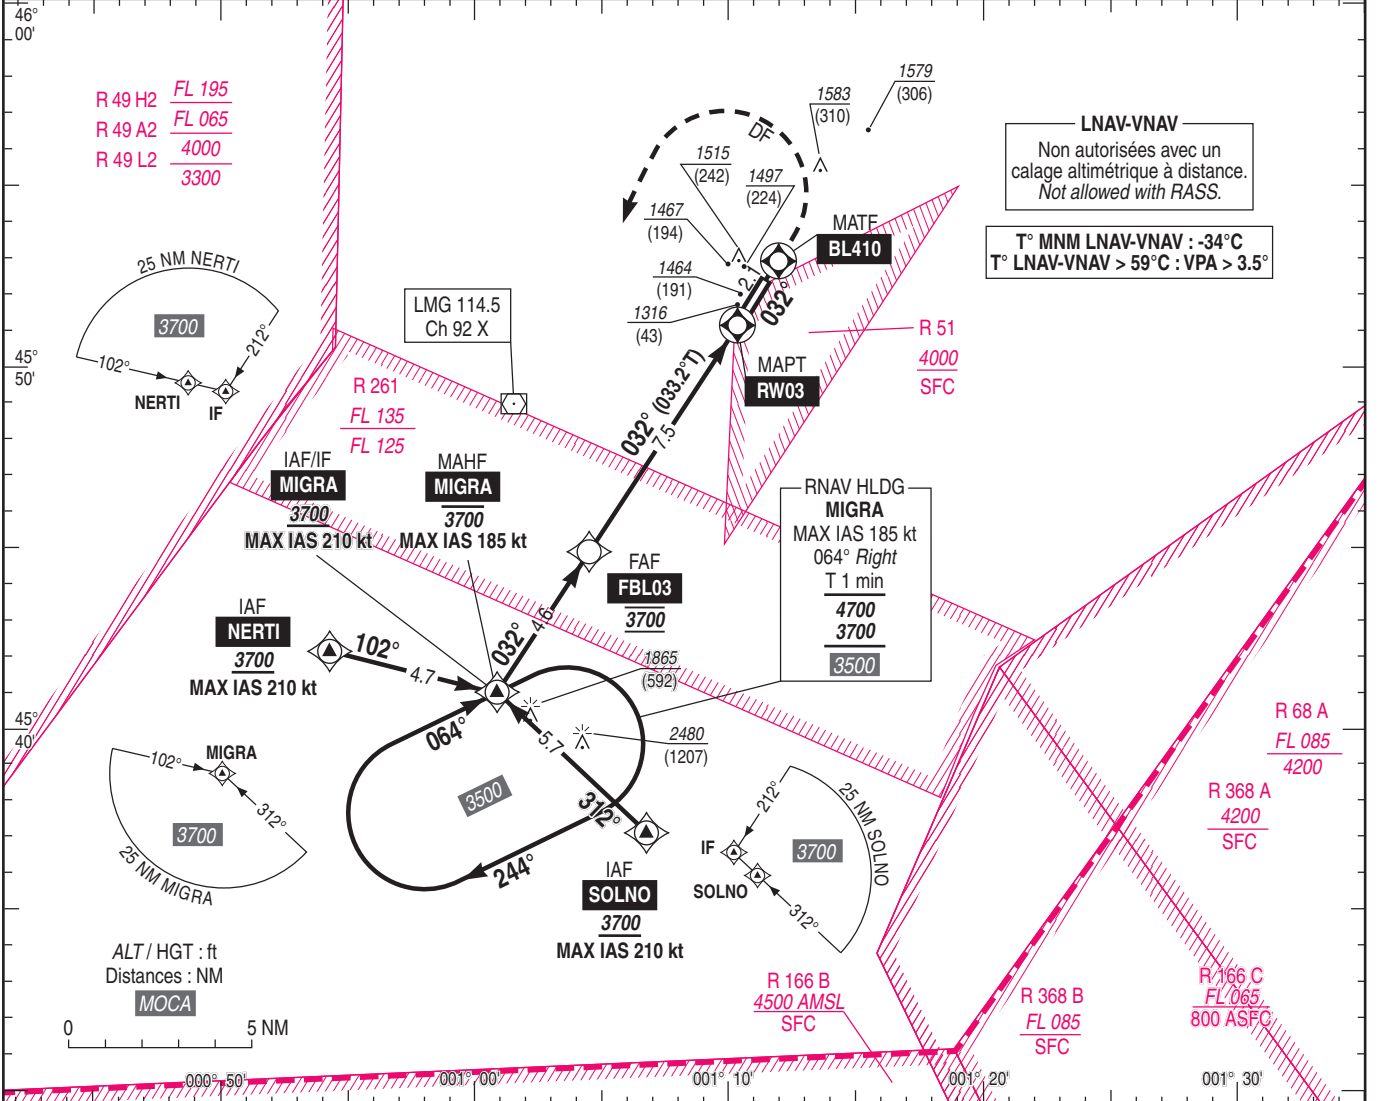 46°
00'
R 49 H2 FL 195
FL 065
R 49 A2
4000
R 49 L2
3300
1579
(306)
1583
(310)
DF
1515
(242)
1497
(224)
1467
(194)
1464
(191)
1316
(43)
LNAV-VNAV
Non autorisées avec un
calage altimétrique à distance.
Not allowed with RASS.
T° MNM LNAV-VNAV : -34°C
T° LNAV-VNAV > 59°C : VPA > 3.5°
MATF
BL410
032°
25 NM NERTI
3700
212°
102°
NERTI
IF
LMG 114.5
Ch 92 X
R 51
4000
SFC
45°
50'
MAPT
RW03
R 261
FL 135
FL 125
032° (033.2°T)
7.5
IAF/IF
MIGRA
3700
MAX IAS 210 kt
MAHF
MIGRA
3700
MAX IAS 185 kt
RNAV HLDG
MIGRA
MAX IAS 185 kt
064° Right
T 1 min
4700
3700
3500
FAF
FBL03
3700
IAF
NERTI
3700
MAX IAS 210 kt
102°
4.7
032°
4.6
1865
(592)
2480
(1207)
5.7
064°
3500
312°
244°
45°
40'
MIGRA
102°
312°
3700
25 NM MIGRA
IAF
SOLNO
3700
MAX IAS 210 kt
212°
25 NM SOLNO
3700
IF
SOLNO
312°
R 68 A
FL 085
4200
R 368 A
4200
SFC
ALT / HGT : ft
Distances : NM
MOCA
0 5 NM
R 166 B
4500 AMSL
SFC
R 368 B
FL 085
SFC
R 166 C
FL 065
800 ASFC
000° 50'
001° 00'
001° 10'
001° 20'
001° 30'